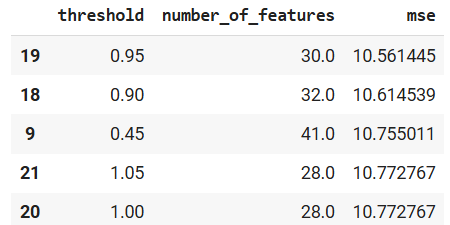 threshold number_of_features mse
19 0.95 30.0 10.561445
18 0.90 32.0 10.614539
9 0.45 41.0 10.755011
21 1.05 28.0 10.772767
20 1.00 28.0 10.772767